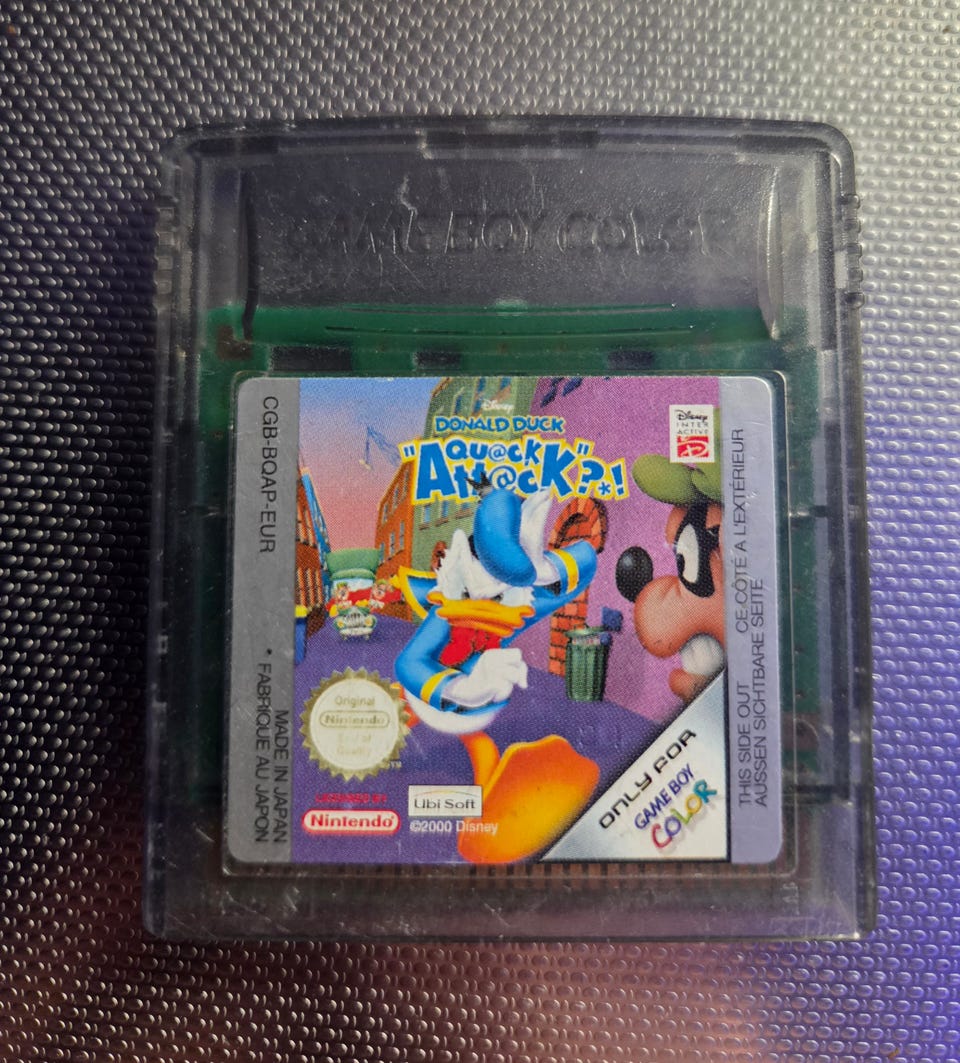 GAME BOY COLOR
CGB-BQAP-EUR
* FABRIQUE AU JAPON
MADE IN JAPAN
Disney
DONALD DUCK
"QU@CK
ATT@CK"?*!
Disney
INTER
ACTIVE
D
Original
Nintendo
Seal of
Quality
LICENSED BY
Nintendo
Ubi Soft
©2000 Disney
ONLY FOR
GAME BOY
COLOR
THIS SIDE OUT
CE CÔTÉ A L'EXTÉRIEUR
AUSSEN SICHTBARE SEITE